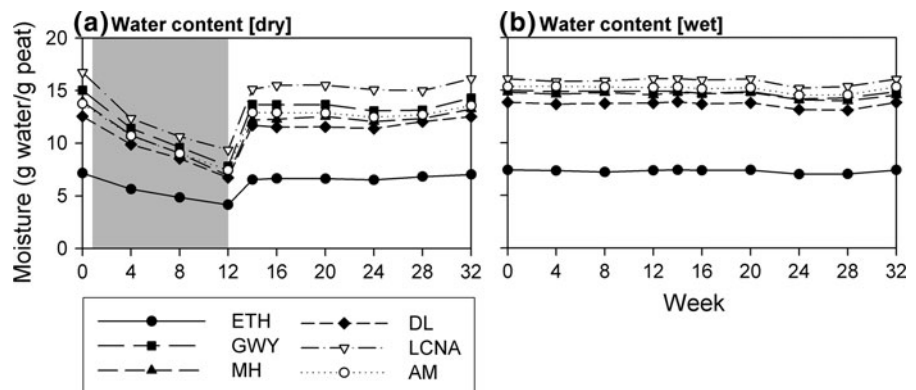 (a) Water content [dry]
(b) Water content [wet]
Moisture (g water/g peat)
20
15
10
5
0
0 4 8 12 16 20 24 28 32
0 4 8 12 16 20 24 28 32
Week
ETH
GWY
MH
DL
LCNA
AM